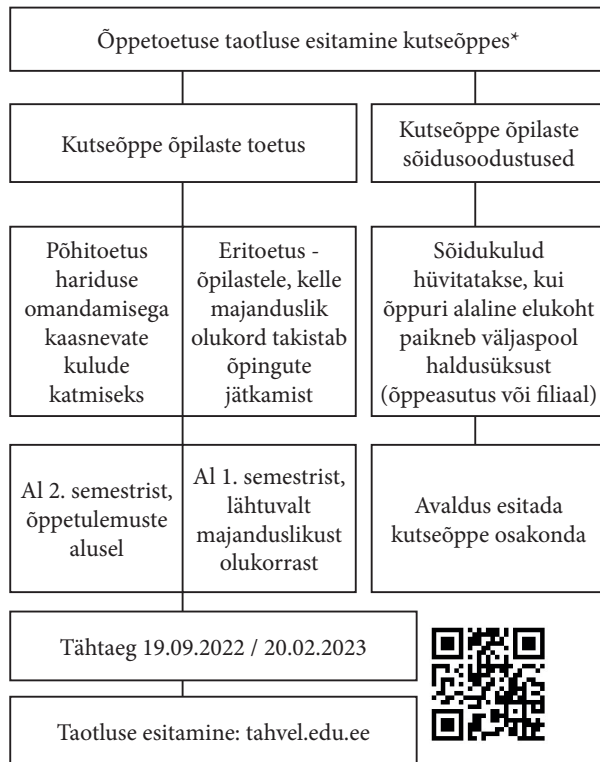 Õppetoetuse taotluse esitamine kutseõppes*
Kutseõppe õpilaste toetus
Kutseõppe õpilaste
sõidusoodustused
Põhitoetus
hariduse
omandamisega
kaasnevate
kulude
katmiseks
Eritoetus -
õpilastele, kelle
majanduslik
olukord takistab
õpingute
jätkamist
Sõidukulud
hüvitatakse, kui
õppuri alaline elukoht
paikneb väljaspool
haldusüksust
(õppeasutus või filiaal)
Al 2. semestrist,
õppetulemuste
alusel
Al 1. semestrist,
lähtuvalt
majanduslikust
olukorrast
Avaldus esitada
kutseõppe osakonda
Tähtaeg 19.09.2022 / 20.02.2023
Taotluse esitamine: tahvel.edu.ee